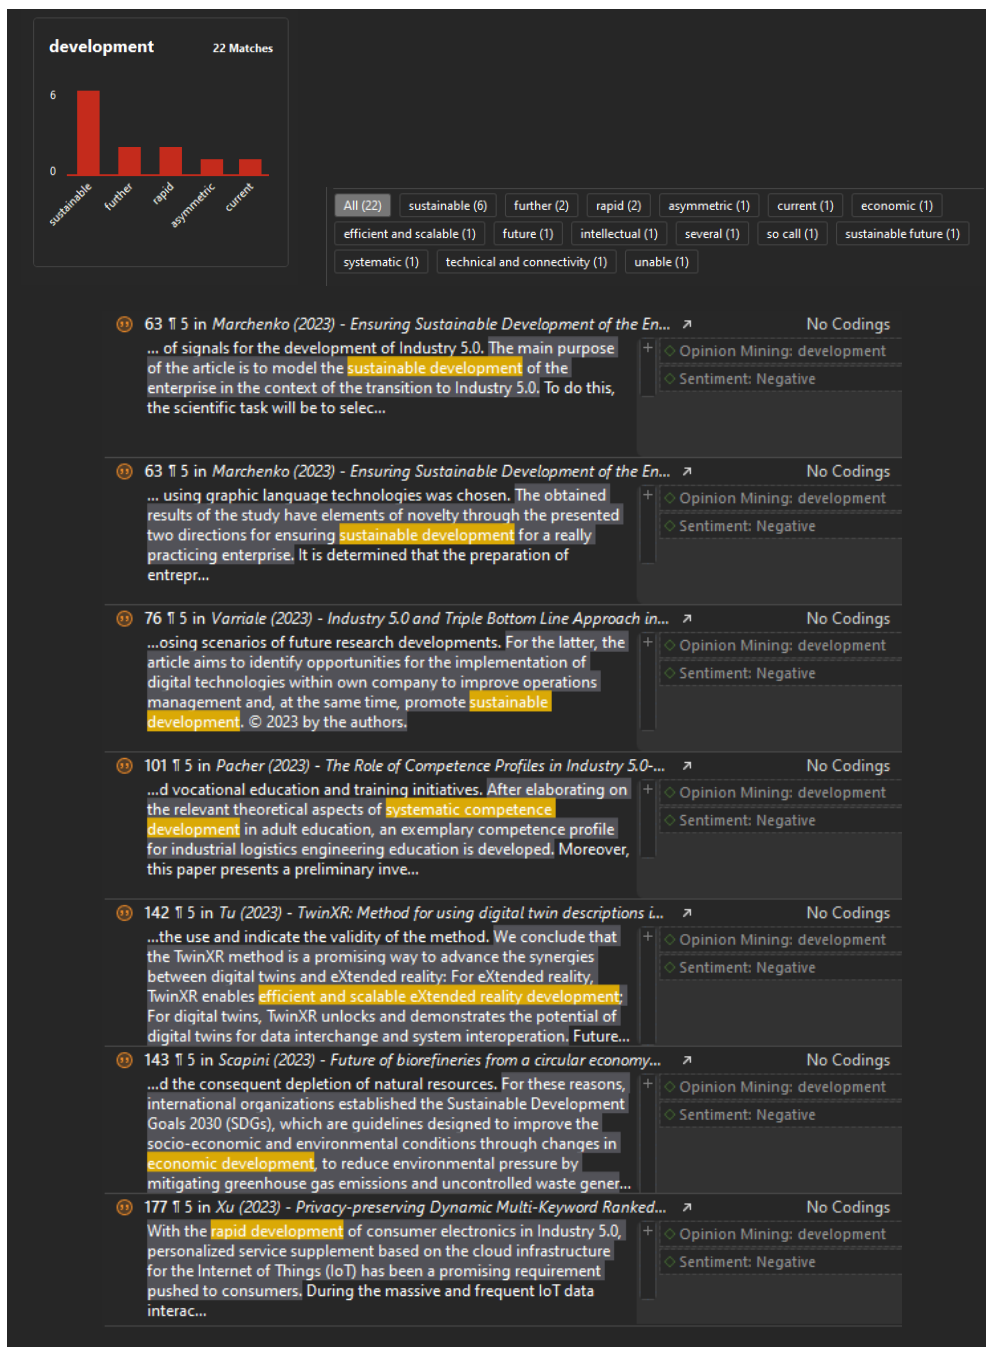 development 22 Matches
6
0
sustainable
further
rapid
asymmetric
current
All (22) sustainable (6) further (2) rapid (2) asymmetric (1) current (1) economic (1)
efficient and scalable (1) future (1) intellectual (1) several (1) so call (1) sustainable future (1)
systematic (1) technical and connectivity (1) unable (1)
63 ¶ 5 in Marchenko (2023) - Ensuring Sustainable Development of the En... ↗ No Codings
... of signals for the development of Industry 5.0. The main purpose
of the article is to model the sustainable development of the
enterprise in the context of the transition to Industry 5.0. To do this,
the scientific task will be to selec...
+ Opinion Mining: development
Sentiment: Negative
63 ¶ 5 in Marchenko (2023) - Ensuring Sustainable Development of the En... ↗ No Codings
... using graphic language technologies was chosen. The obtained
results of the study have elements of novelty through the presented
two directions for ensuring sustainable development for a really
practicing enterprise. It is determined that the preparation of
entrepr...
+ Opinion Mining: development
Sentiment: Negative
76 ¶ 5 in Varriale (2023) - Industry 5.0 and Triple Bottom Line Approach in... ↗ No Codings
...osing scenarios of future research developments. For the latter, the
article aims to identify opportunities for the implementation of
digital technologies within own company to improve operations
management and, at the same time, promote sustainable
development. © 2023 by the authors.
+ Opinion Mining: development
Sentiment: Negative
101 ¶ 5 in Pacher (2023) - The Role of Competence Profiles in Industry 5.0-... ↗ No Codings
...d vocational education and training initiatives. After elaborating on
the relevant theoretical aspects of systematic competence
development in adult education, an exemplary competence profile
for industrial logistics engineering education is developed. Moreover,
this paper presents a preliminary inve...
+ Opinion Mining: development
Sentiment: Negative
142 ¶ 5 in Tu (2023) - TwinXR: Method for using digital twin descriptions i... ↗ No Codings
...the use and indicate the validity of the method. We conclude that
the TwinXR method is a promising way to advance the synergies
between digital twins and eXtended reality: For eXtended reality,
TwinXR enables efficient and scalable eXtended reality development;
For digital twins, TwinXR unlocks and demonstrates the potential of
digital twins for data interchange and system interoperation. Future...
+ Opinion Mining: development
Sentiment: Negative
143 ¶ 5 in Scapini (2023) - Future of biorefineries from a circular economy... ↗ No Codings
...d the consequent depletion of natural resources. For these reasons,
international organizations established the Sustainable Development
Goals 2030 (SDGs), which are guidelines designed to improve the
socio-economic and environmental conditions through changes in
economic development, to reduce environmental pressure by
mitigating greenhouse gas emissions and uncontrolled waste gener...
+ Opinion Mining: development
Sentiment: Negative
177 ¶ 5 in Xu (2023) - Privacy-preserving Dynamic Multi-Keyword Ranked... ↗ No Codings
With the rapid development of consumer electronics in Industry 5.0,
personalized service supplement based on the cloud infrastructure
for the Internet of Things (IoT) has been a promising requirement
pushed to consumers. During the massive and frequent IoT data
interac...
+ Opinion Mining: development
Sentiment: Negative